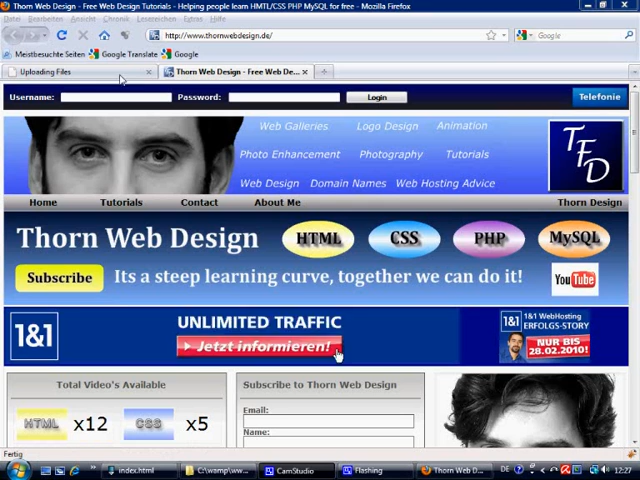 Thorn Web Design - Free Web Design Tutorials - Helping people learn HMTL/CSS PHP MySQL for free - Mozilla Firefox
Datei Bearbeiten Ansicht Chronik Lesezeichen Extras Hilfe
http://www.thornwebdesign.de/
Google
Meistbesuchte Seiten Google Translate Google
Uploading Files
Thorn Web Design - Free Web De...
Username:
Password:
Login
Telefonie
Web Galleries Logo Design Animation
Photo Enhancement Photography Tutorials
Web Design Domain Names Web Hosting Advice
TFD
Home Tutorials Contact About Me Thorn Design
Thorn Web Design
HTML CSS PHP MySQL
Subscribe
Its a steep learning curve, together we can do it!
YouTube
1&1
UNLIMITED TRAFFIC
Jetzt informieren!
1&1
1&1 WebHosting
ERFOLGS-STORY
NUR BIS
28.02.2010!
Total Video's Available
HTML x12 CSS x5
Subscribe to Thorn Web Design
Email:
Name:
Fertig
Start
index.html
C:\wamp\ww...
CamStudio
Flashing
Thorn Web D...
DE
12:27